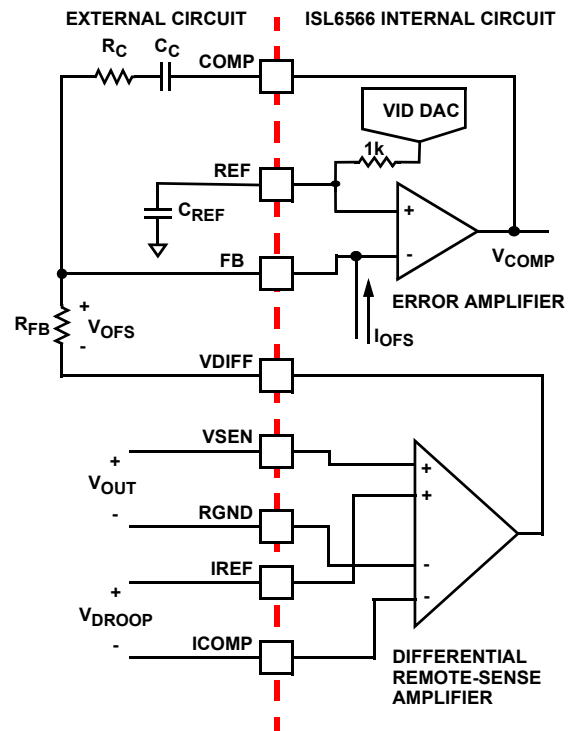 EXTERNAL CIRCUIT
ISL6566 INTERNAL CIRCUIT
RC
CC
COMP
VID DAC
1k
REF
CREF
+
-
FB
VCOMP
ERROR AMPLIFIER
IOFS
RFB
+
VOFS
-
VDIFF
VSEN
+
VOUT
-
+
+
RGND
IREF
-
-
+
VDROOP
-
ICOMP
DIFFERENTIAL
REMOTE-SENSE
AMPLIFIER